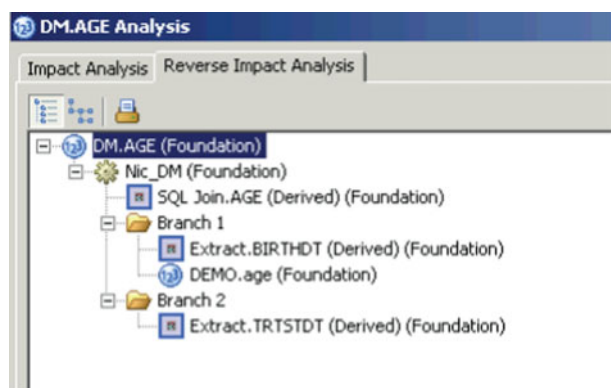 DM.AGE Analysis
Impact Analysis Reverse Impact Analysis
DM.AGE (Foundation)
Nic_DM (Foundation)
SQL Join.AGE (Derived) (Foundation)
Branch 1
Extract.BIRTHDT (Derived) (Foundation)
DEMO.age (Foundation)
Branch 2
Extract.TRTSTDT (Derived) (Foundation)